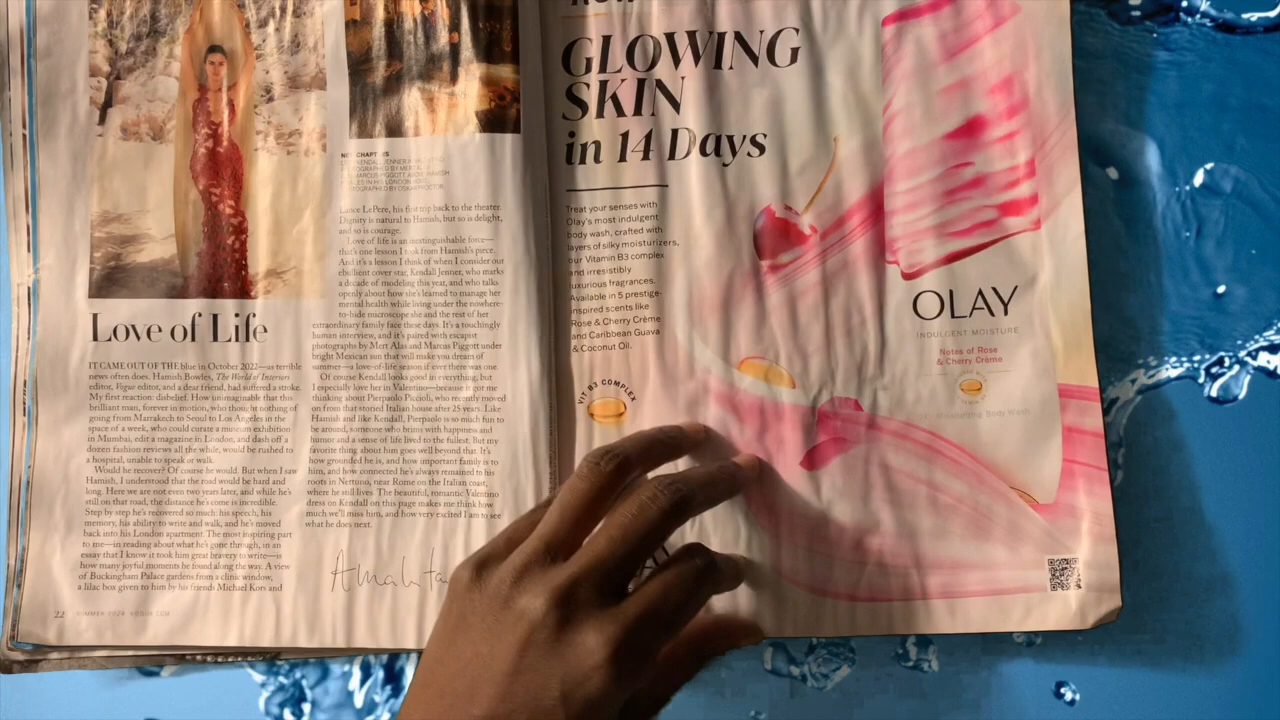 Love of Life
IT CAME OUT OF THE blue in October 2022—as terrible
news often does. Hamish Bowles, The World of Interiors
editor, Vogue editor, and a dear friend, had suffered a stroke.
My first reaction: disbelief. How unimaginable that this
brilliant man, forever in motion, who thought nothing of
going from Marrakech to Seoul to Los Angeles in the
space of a week, who could curate a museum exhibition
in Mumbai, edit a magazine in London, and dash off a
dozen fashion reviews all the while, would be rushed to
a hospital, unable to speak or walk.
Would he recover? Of course he would. But when I saw
Hamish, I understood that the road would be hard and
long. Here we are not even two years later, and while he's
still on that road, the distance he's come is incredible.
Step by step he's recovered so much: his speech, his
memory, his ability to write and walk, and he's moved
back into his London apartment. The most inspiring part
to me—in reading about what he's gone through, in an
essay that I know it took him great bravery to write—is
how many joyful moments he found along the way. A view
of Buckingham Palace gardens from a clinic window,
a lilac box given to him by his friends Michael Kors and
22 SUMMER 2024 VOGUE.COM
Lance LePere, his first trip back to the theater.
Dignity is natural to Hamish, but so is delight,
and so is courage.
Love of life is an inextinguishable force—
that's one lesson I took from Hamish's piece.
And it's a lesson I think of when I consider our
ebullient cover star, Kendall Jenner, who marks
a decade of modeling this year, and who talks
openly about how she's learned to manage her
mental health while living under the nowhere-
to-hide microscope she and the rest of her
extraordinary family face these days. It's a touchingly
human interview, and it's paired with escapist
photographs by Mert Alas and Marcus Piggott under
bright Mexican sun that will make you dream of
summer—a love-of-life season if ever there was one.
Of course Kendall looks good in everything, but
I especially love her in Valentino—because it got me
thinking about Pierpaolo Piccioli, who recently moved
on from that storied Italian house after 25 years. Like
Hamish and like Kendall, Pierpaolo is so much fun to
be around, someone who brims with happiness and
humor and a sense of life lived to the fullest. But my
favorite thing about him goes well beyond that. It's
how grounded he is, and how important family is to
him, and how connected he's always remained to his
roots in Nettuno, near Rome on the Italian coast,
where he still lives. The beautiful, romantic Valentino
dress on Kendall on this page makes me think how
much we'll miss him, and how very excited I am to see
what he does next.
GLOWING
SKIN
in 14 Days
Treat your senses with
Olay's most indulgent
body wash, crafted with
layers of silky moisturizers,
our Vitamin B3 complex
and irresistibly
luxurious fragrances.
Available in 5 prestige-
inspired scents like
Rose & Cherry Crème
and Caribbean Guava
& Coconut Oil.
VIT B3 COMPLEX
OLAY
INDULGENT MOISTURE
Notes of Rose
& Cherry Crème
Body Wash